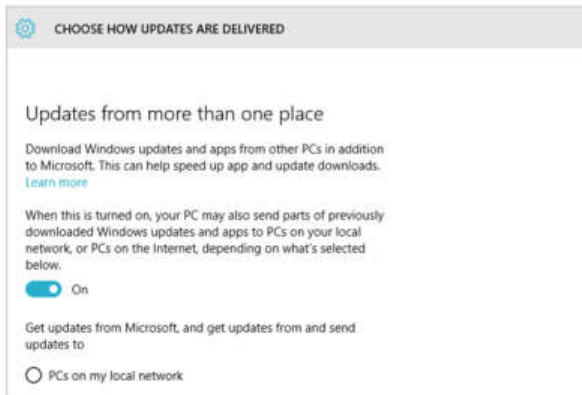 CHOOSE HOW UPDATES ARE DELIVERED
Updates from more than one place
Download Windows updates and apps from other PCs in addition
to Microsoft. This can help speed up app and update downloads.
Learn more
When this is turned on, your PC may also send parts of previously
downloaded Windows updates and apps to PCs on your local
network, or PCs on the Internet, depending on what's selected
below.
On
Get updates from Microsoft, and get updates from and send
updates to
PCs on my local network